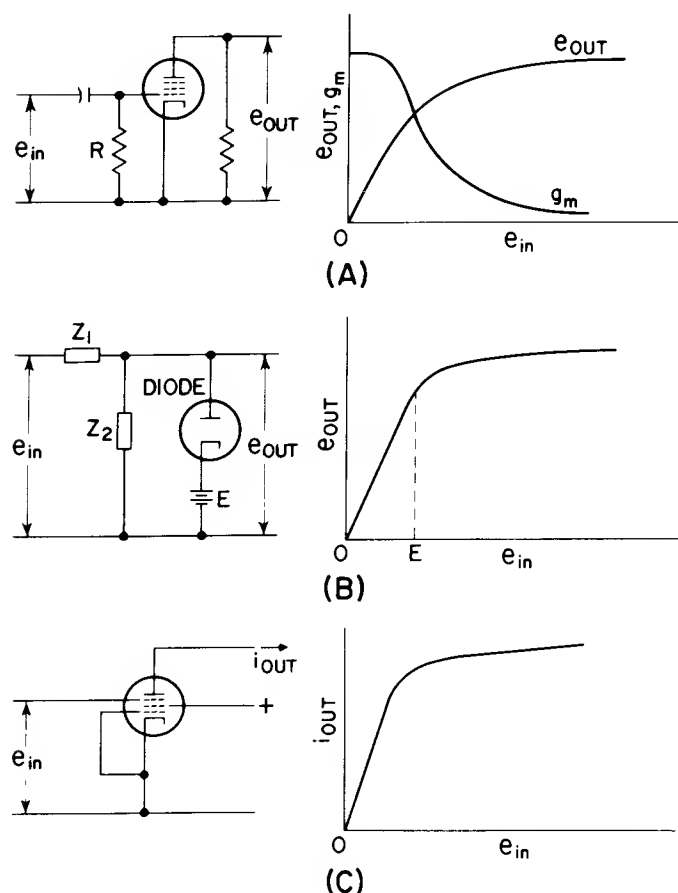 e_in
R
e_OUT
e_OUT, g_m
e_OUT
g_m
O
e_in
(A)
Z_1
Z_2
DIODE
E
e_in
e_OUT
e_OUT
O
E
e_in
(B)
i_OUT
+
e_in
i_OUT
O
e_in
(C)